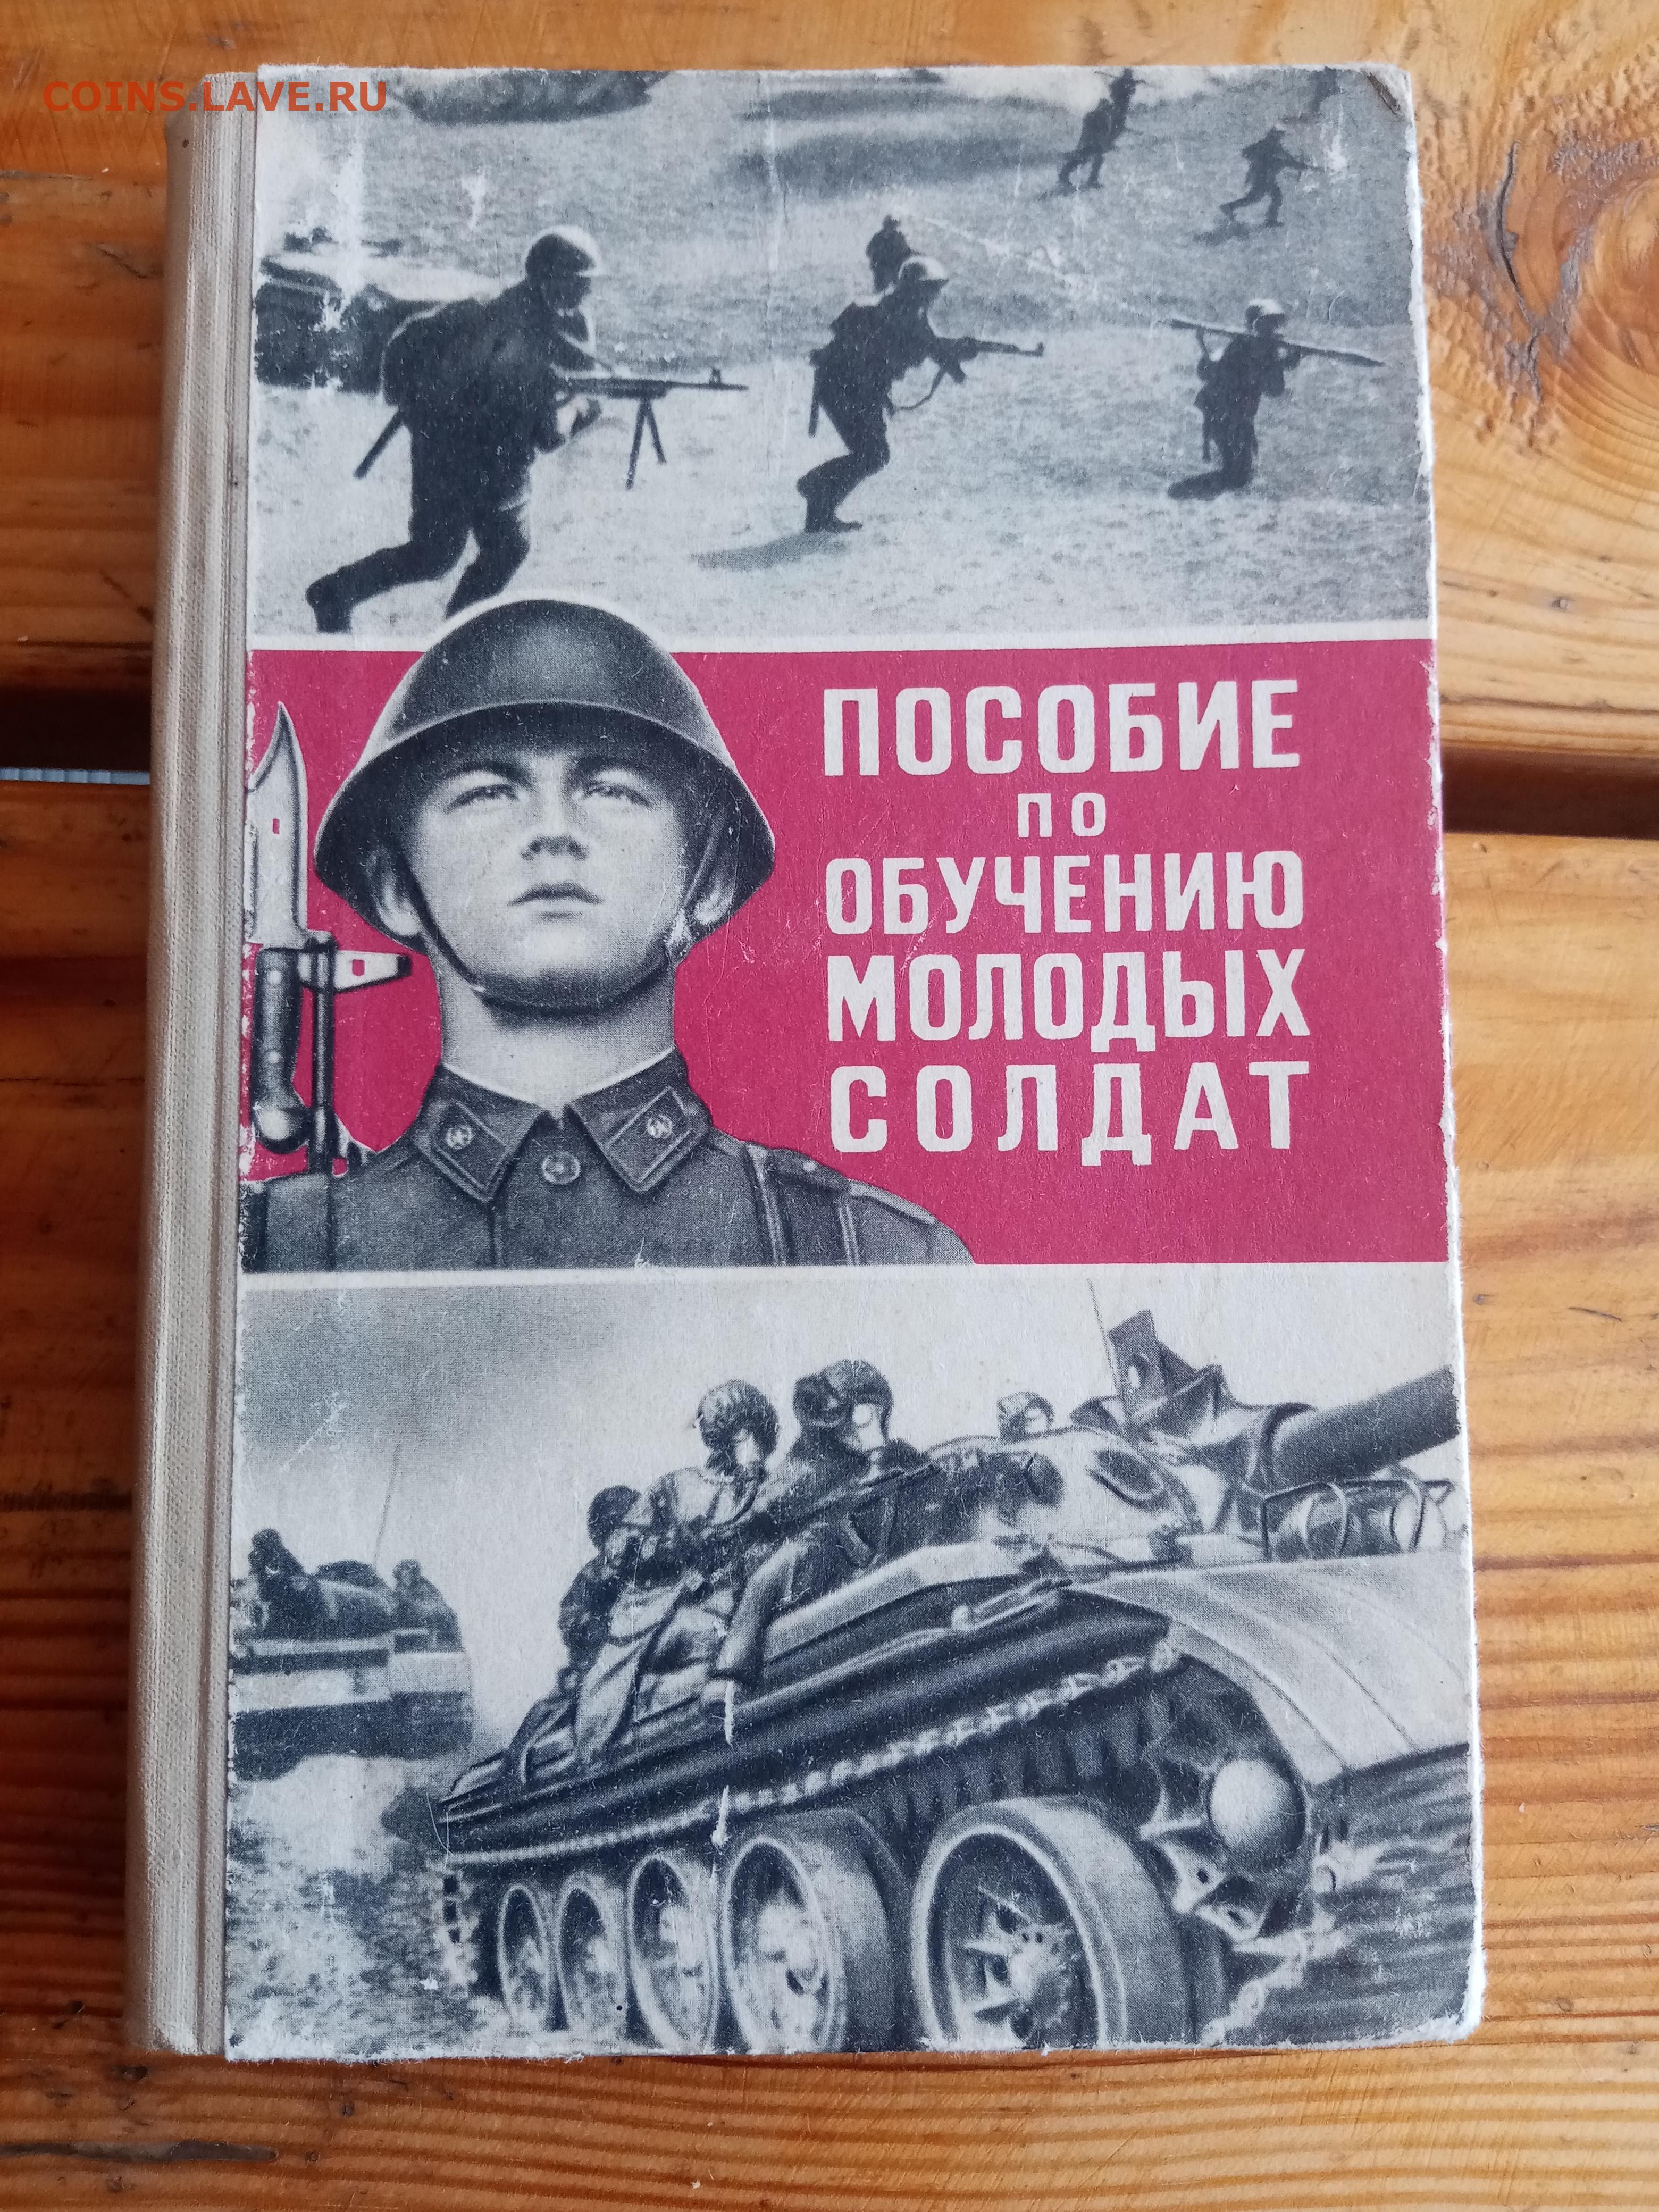 COINS.LAVE.RU
ПОСОБИЕ
ПО
ОБУЧЕНИЮ
МОЛОДЫХ
СОЛДАТ